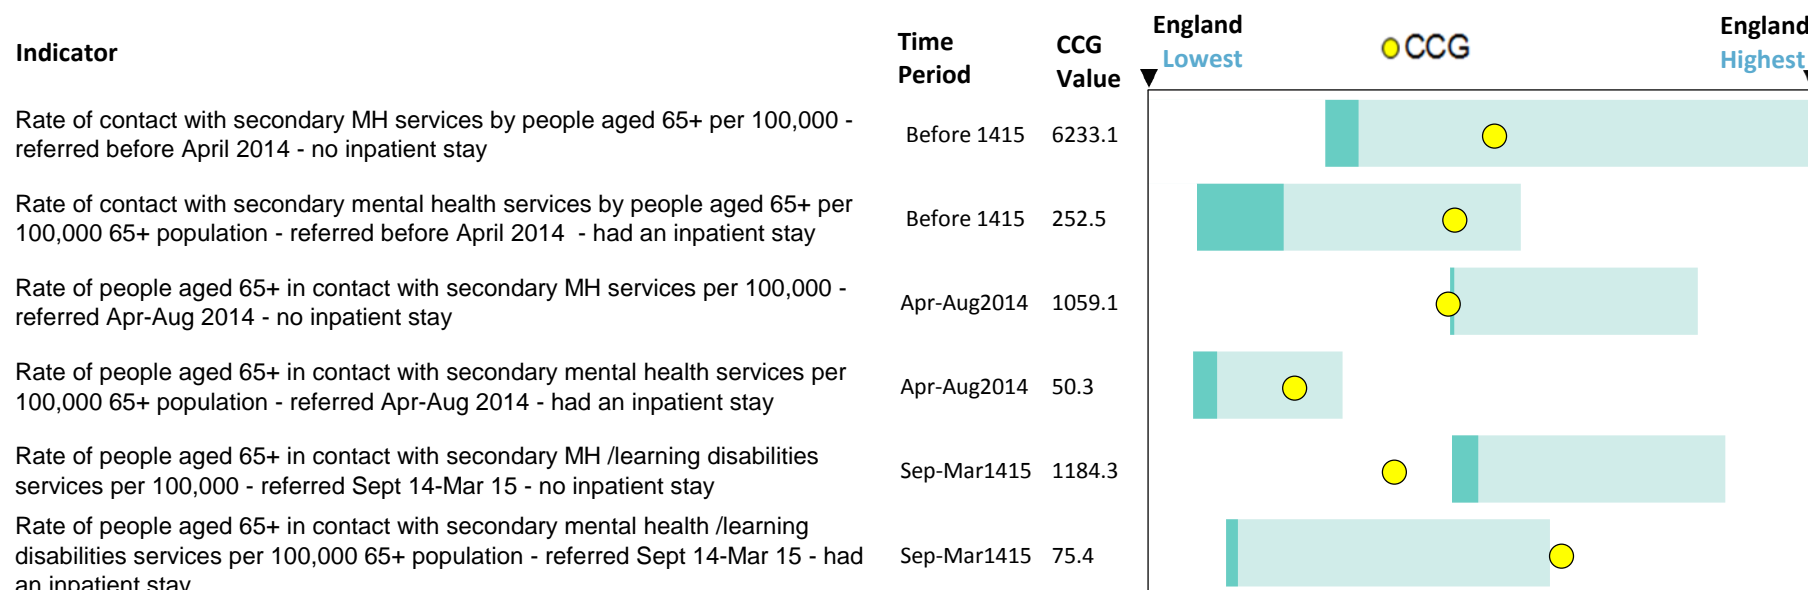 Indicator
Time
Period
CCG
Value
England
Lowest
CCG
England
Highest
Rate of contact with secondary MH services by people aged 65+ per 100,000 -
referred before April 2014 - no inpatient stay
Before 1415
6233.1
Rate of contact with secondary mental health services by people aged 65+ per
100,000 65+ population - referred before April 2014 - had an inpatient stay
Before 1415
252.5
Rate of people aged 65+ in contact with secondary MH services per 100,000 -
referred Apr-Aug 2014 - no inpatient stay
Apr-Aug2014
1059.1
Rate of people aged 65+ in contact with secondary mental health services per
100,000 65+ population - referred Apr-Aug 2014 - had an inpatient stay
Apr-Aug2014
50.3
Rate of people aged 65+ in contact with secondary MH /learning disabilities
services per 100,000 - referred Sept 14-Mar 15 - no inpatient stay
Sep-Mar1415
1184.3
Rate of people aged 65+ in contact with secondary mental health /learning
disabilities services per 100,000 65+ population - referred Sept 14-Mar 15 - had
an inpatient stay
Sep-Mar1415
75.4